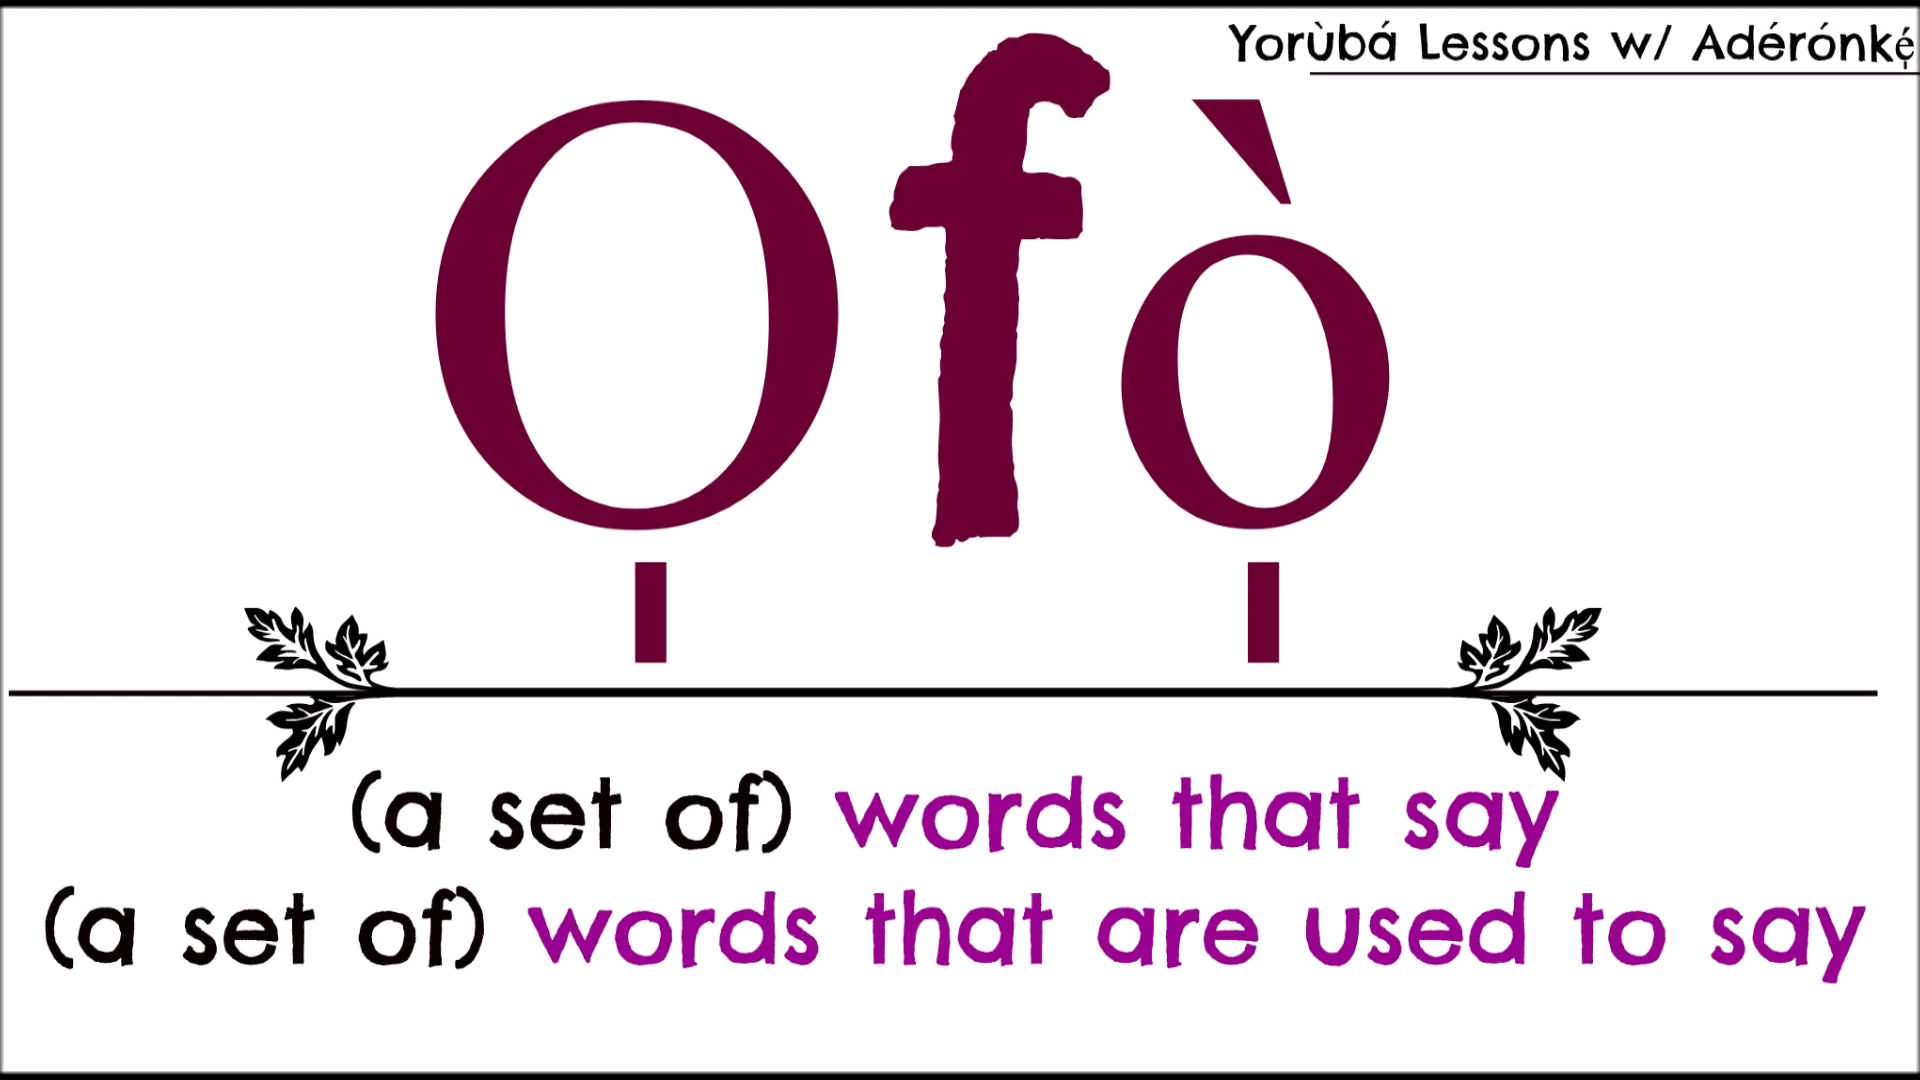 Yorùbá Lessons w/ Adérónkẹ́
Ọfọ̀
(a set of) words that say
(a set of) words that are used to say